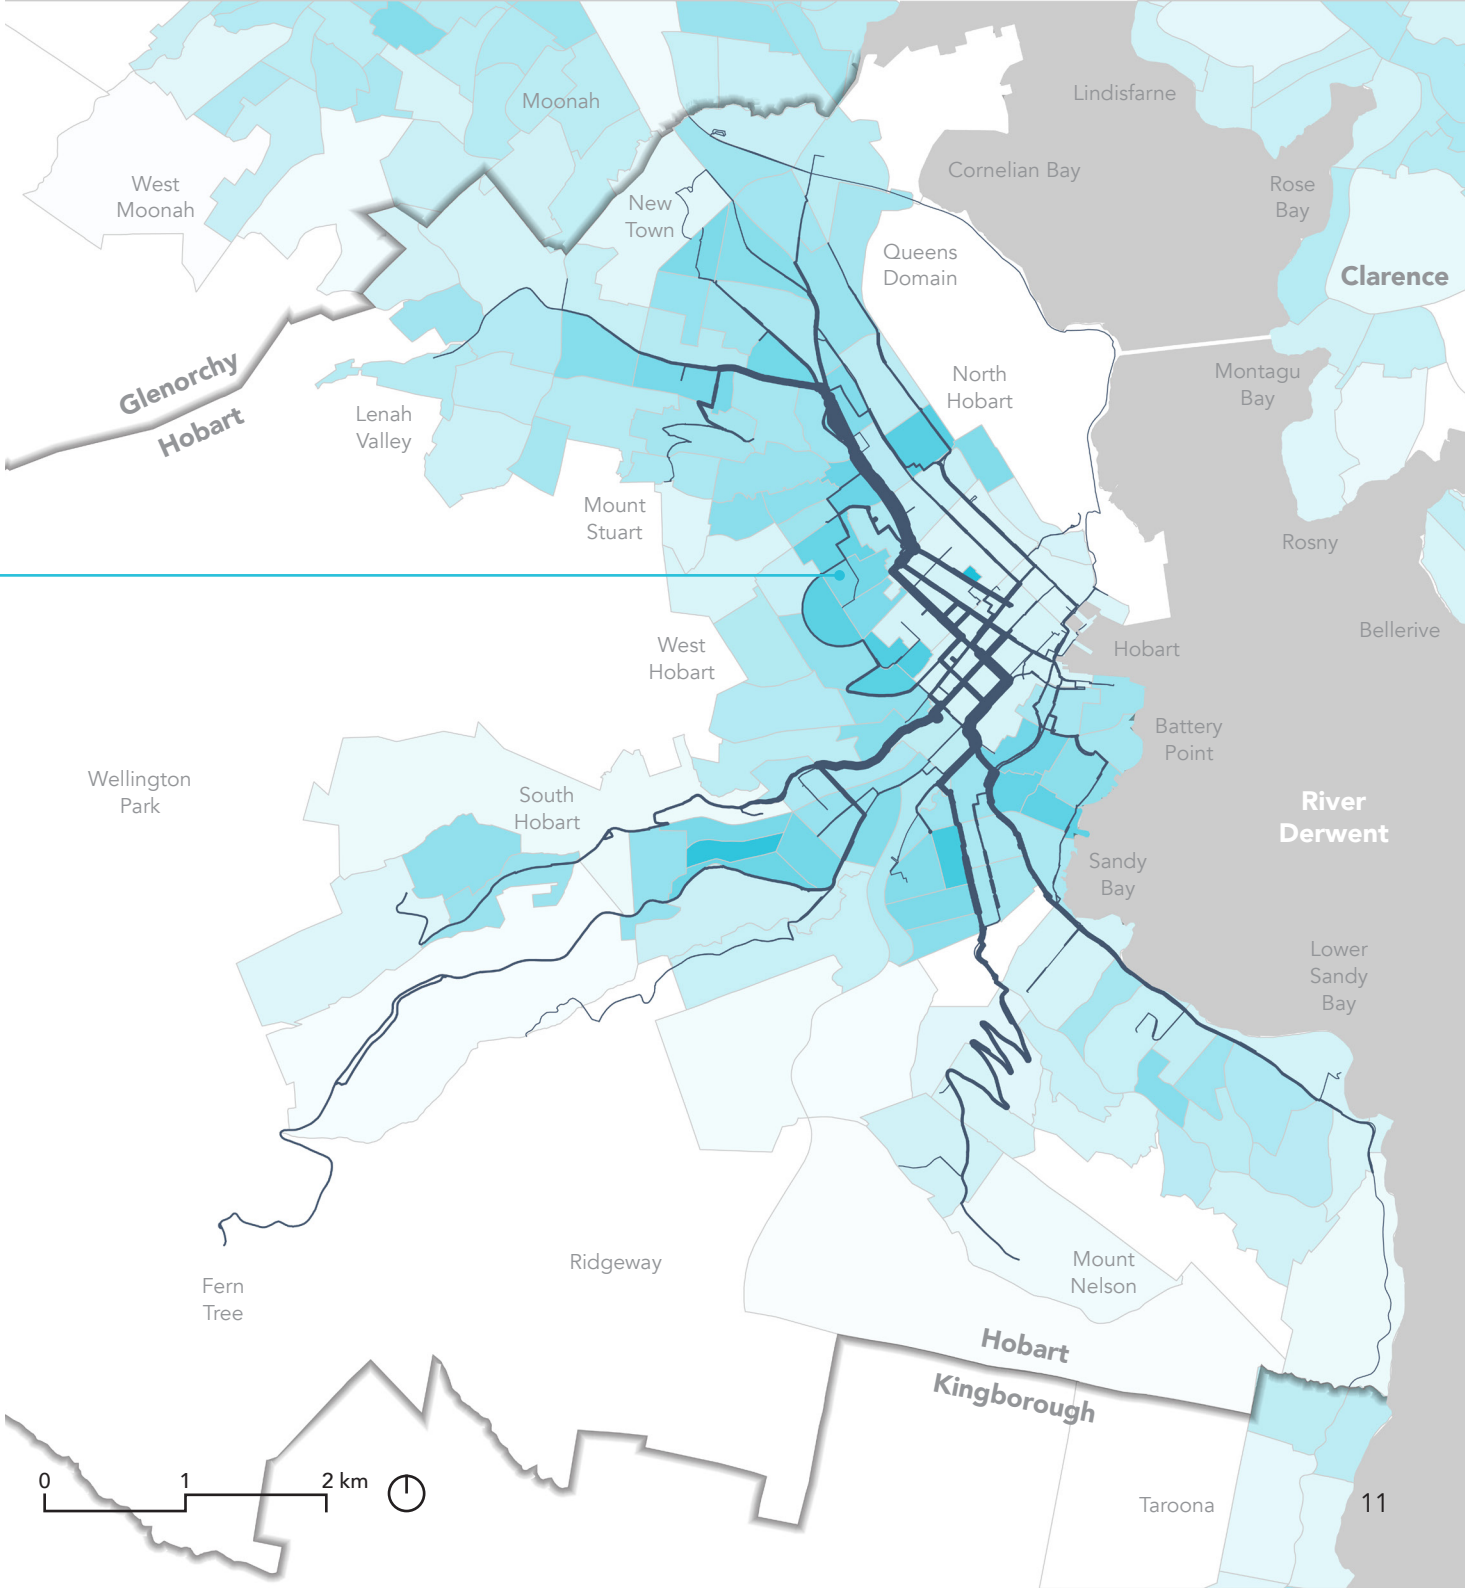 Lindisfarne
Moonah
Cornelian Bay
West
Moonah
Rose
Bay
New
Town
Queens
Domain
Clarence
Glenorchy
Hobart
North
Hobart
Montagu
Bay
Lenah
Valley
Mount
Stuart
Rosny
Bellerive
West
Hobart
Hobart
Battery
Point
Wellington
Park
South
Hobart
River
Derwent
Sandy
Bay
Lower
Sandy
Bay
Ridgeway
Mount
Nelson
Fern
Tree
Hobart
Kingborough
0 1 2 km
Taroona
11